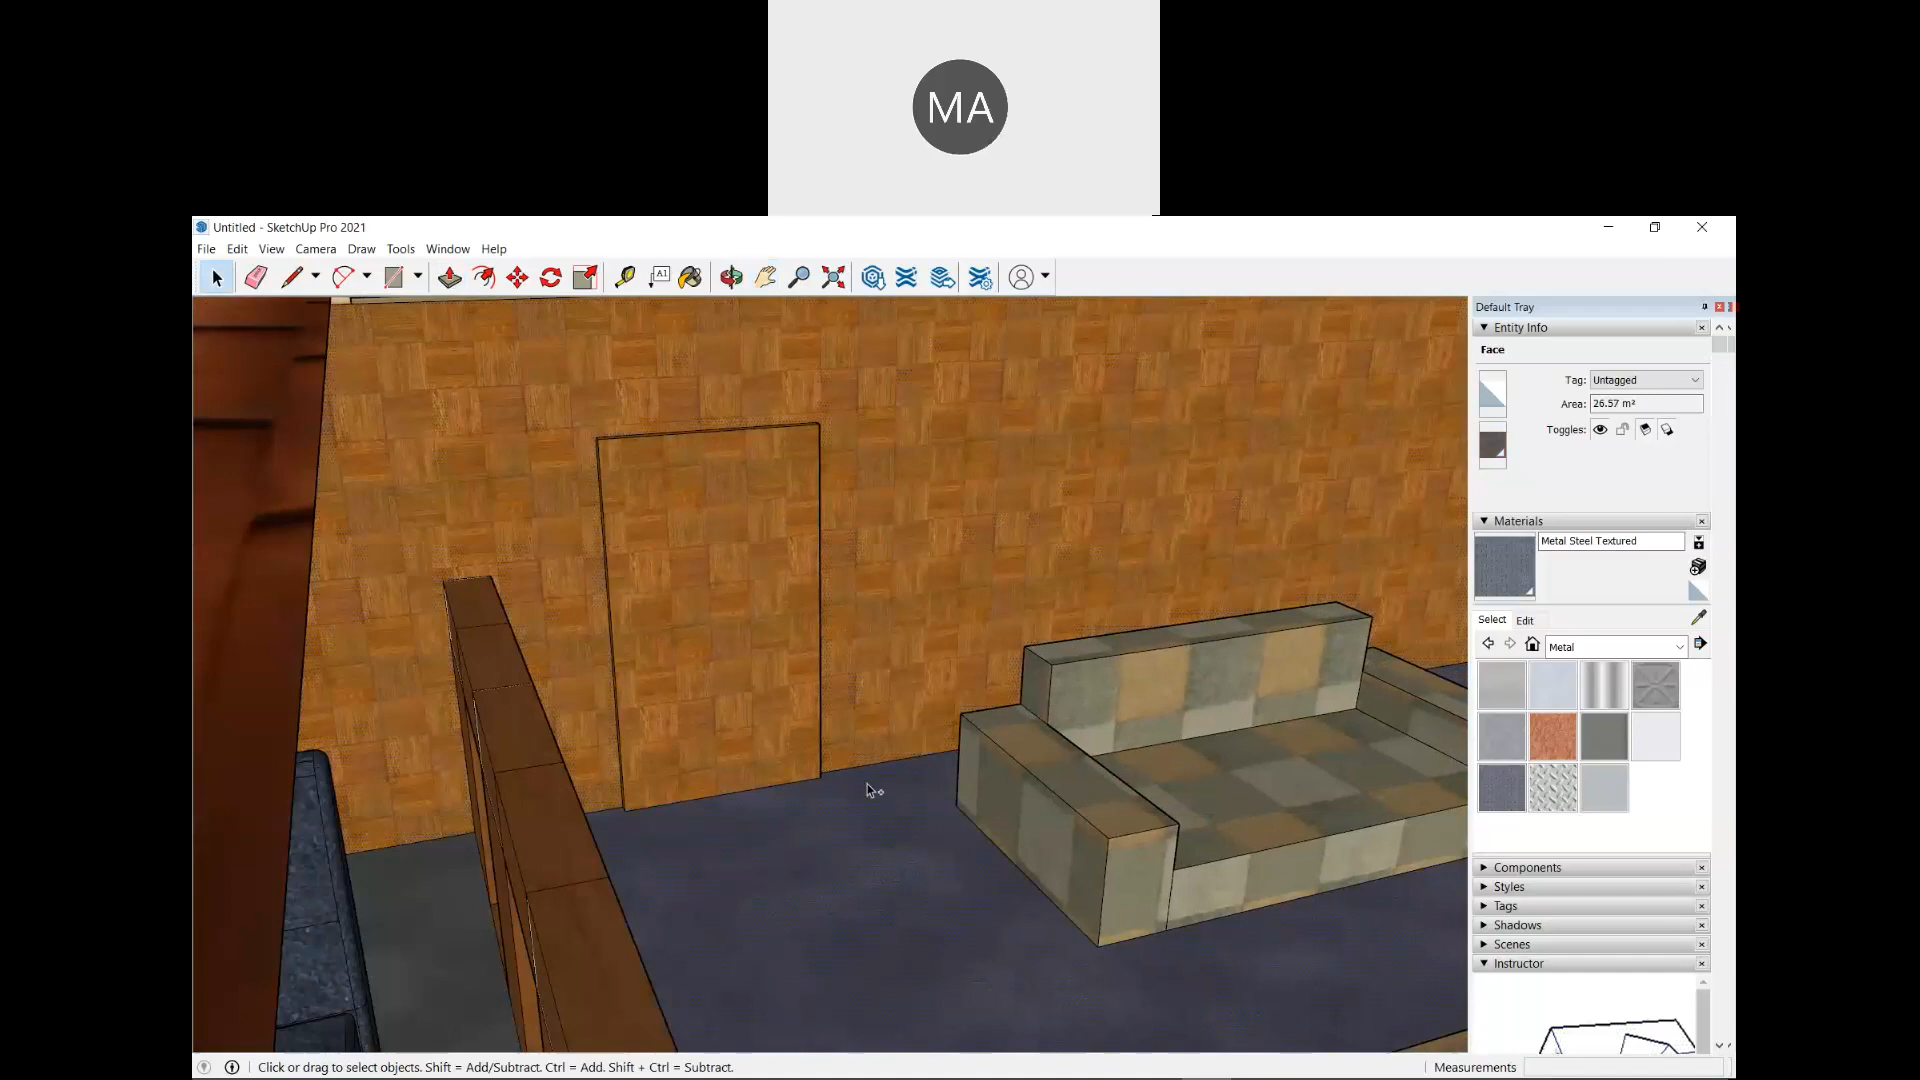 MA
Untitled - SketchUp Pro 2021
File Edit View Camera Draw Tools Window Help
A1
Default Tray
Entity Info
Face
Tag: Untagged
Area: 26.57 m²
Toggles:
Materials
Metal Steel Textured
Select Edit
Metal
Components
Styles
Tags
Shadows
Scenes
Instructor
Click or drag to select objects. Shift = Add/Subtract. Ctrl = Add. Shift + Ctrl = Subtract.
Measurements